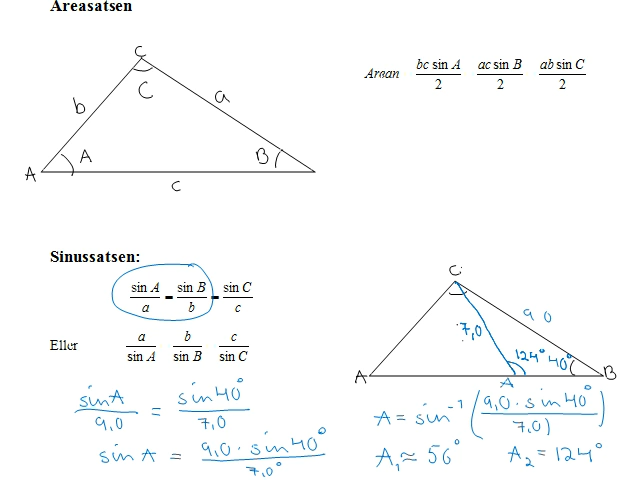 Areasatsen
C
C
b
a
A
A
B
c
Arean bc sin A / 2 ac sin B / 2 ab sin C / 2
Sinussatsen:
sin A / a = sin B / b = sin C / c
Eller a / sin A b / sin B c / sin C
C
9 0
7,0
124° 40°
A
A
B
sin A / 9,0 = sin 40° / 7,0
sin A = 9,0 · sin 40° / 7,0°
A = sin⁻¹ ( 9,0 · sin 40° / 7,0 )
A₁ ≈ 56° A₂ = 124°